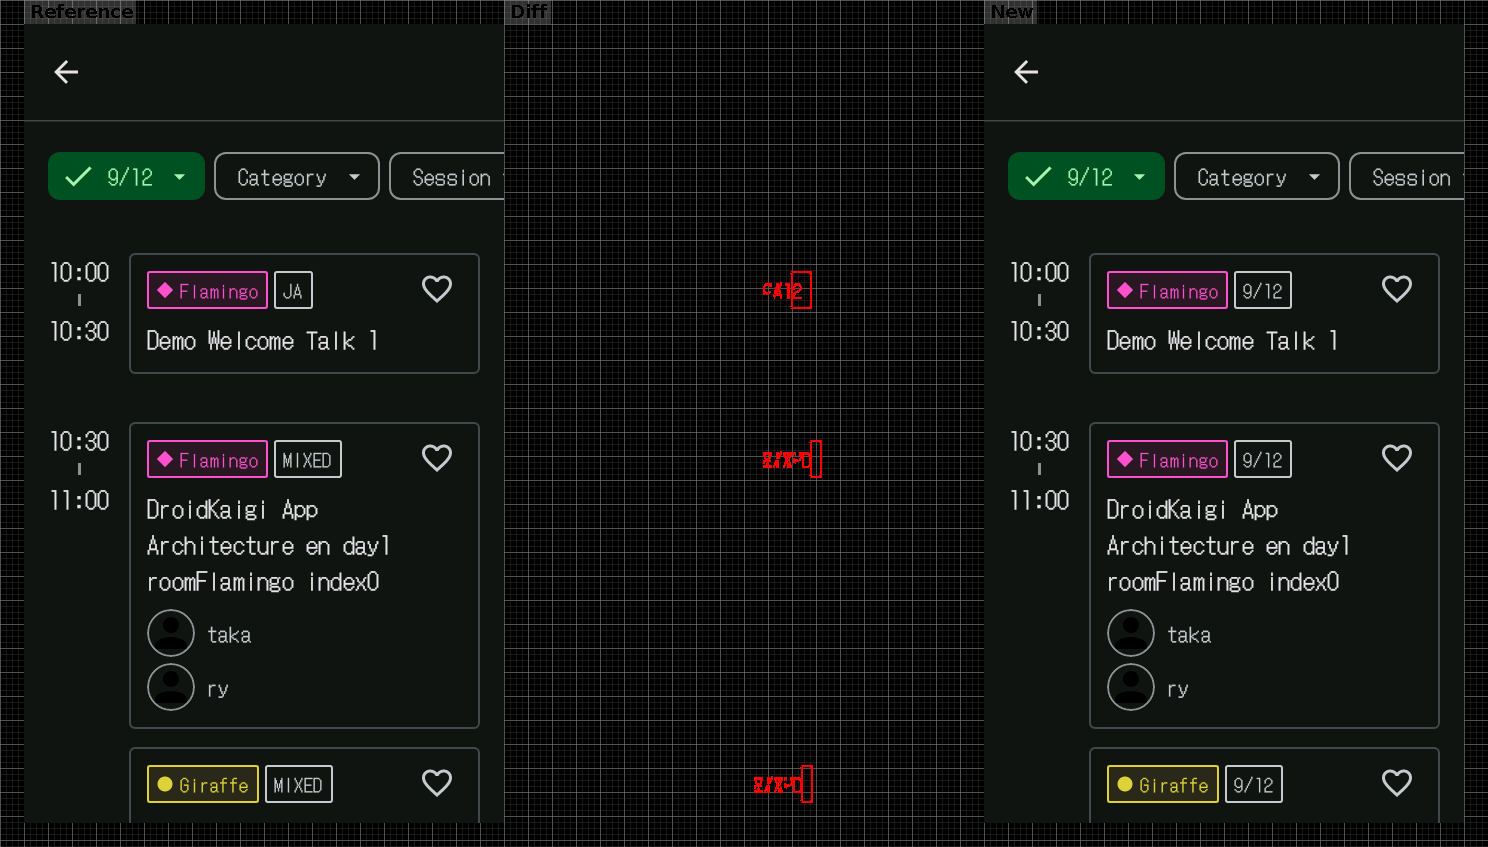 Reference
9/12
Category
Session
10:00
10:30
Flamingo
JA
Demo Welcome Talk 1
10:30
11:00
Flamingo
MIXED
DroidKaigi App
Architecture en day1
roomFlamingo index0
taka
ry
Giraffe
MIXED
Diff
New
9/12
Category
Session
10:00
10:30
Flamingo
9/12
Demo Welcome Talk 1
10:30
11:00
Flamingo
9/12
DroidKaigi App
Architecture en day1
roomFlamingo index0
taka
ry
Giraffe
9/12